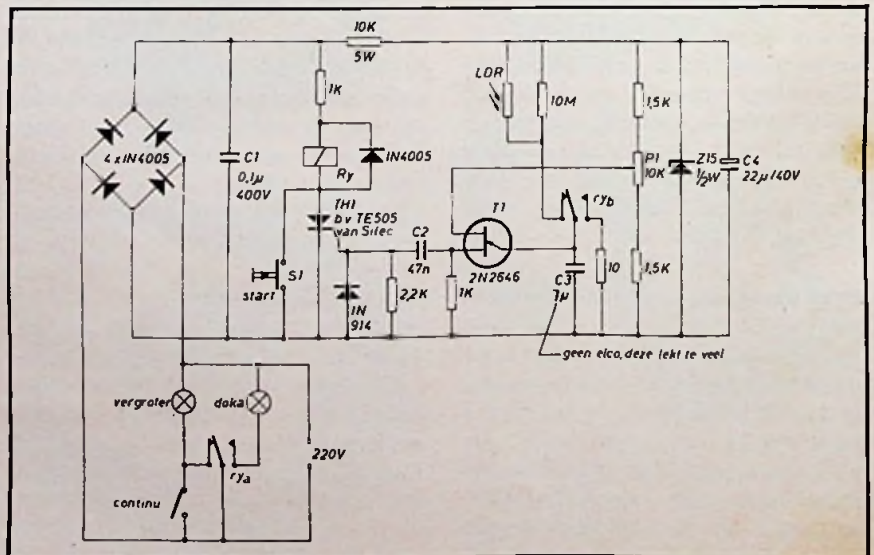 10K
5W
1K
LDR
10M
1,5K
4x1N4005
C1
0,1µ
400V
Ry
1N4005
P1
10K
Z15
½W
C4
22µ/40V
TH1
bv TE505
van Silec
ryb
C2
47n
T1
2N2646
S1
start
1N
914
2,2K
1K
C3
1µ
10
1,5K
geen elco, deze lekt te veel
vergroter
doka
rya
220V
continu